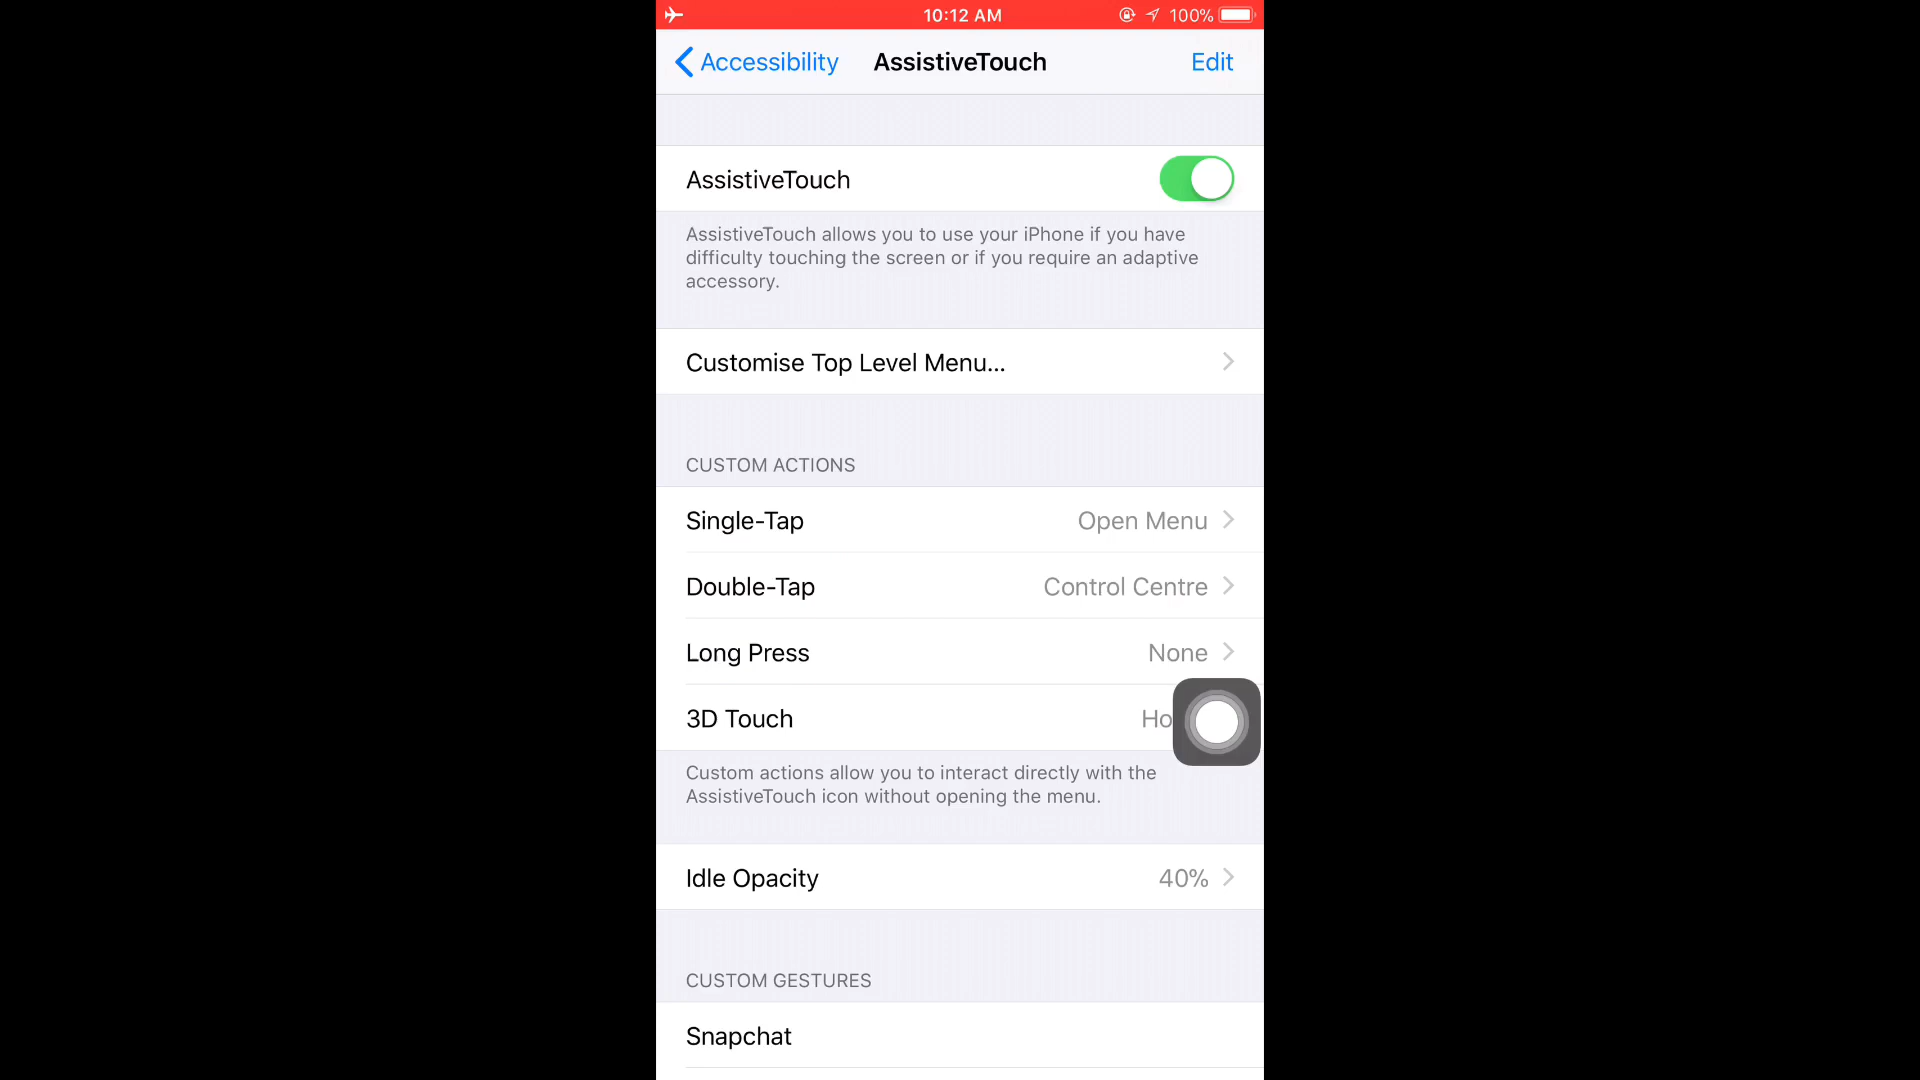 10:12 AM
100%
Accessibility
AssistiveTouch
Edit
AssistiveTouch
AssistiveTouch allows you to use your iPhone if you have
difficulty touching the screen or if you require an adaptive
accessory.
Customise Top Level Menu...
CUSTOM ACTIONS
Single-Tap
Open Menu
Double-Tap
Control Centre
Long Press
None
3D Touch
Custom actions allow you to interact directly with the
AssistiveTouch icon without opening the menu.
Idle Opacity
40%
CUSTOM GESTURES
Snapchat